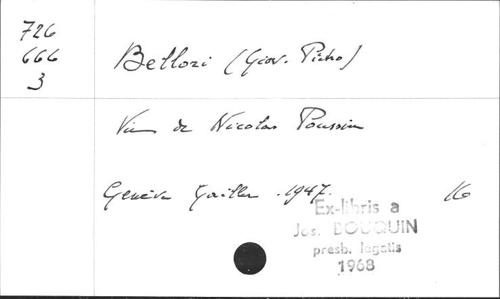 726
666
3
Bellori (Giov. Pietro)
Vie de Nicolas Poussin
Genève Cailler. 1947. 16
Ex-libris a
Jos. BOUQUIN
presb. legatis
1968